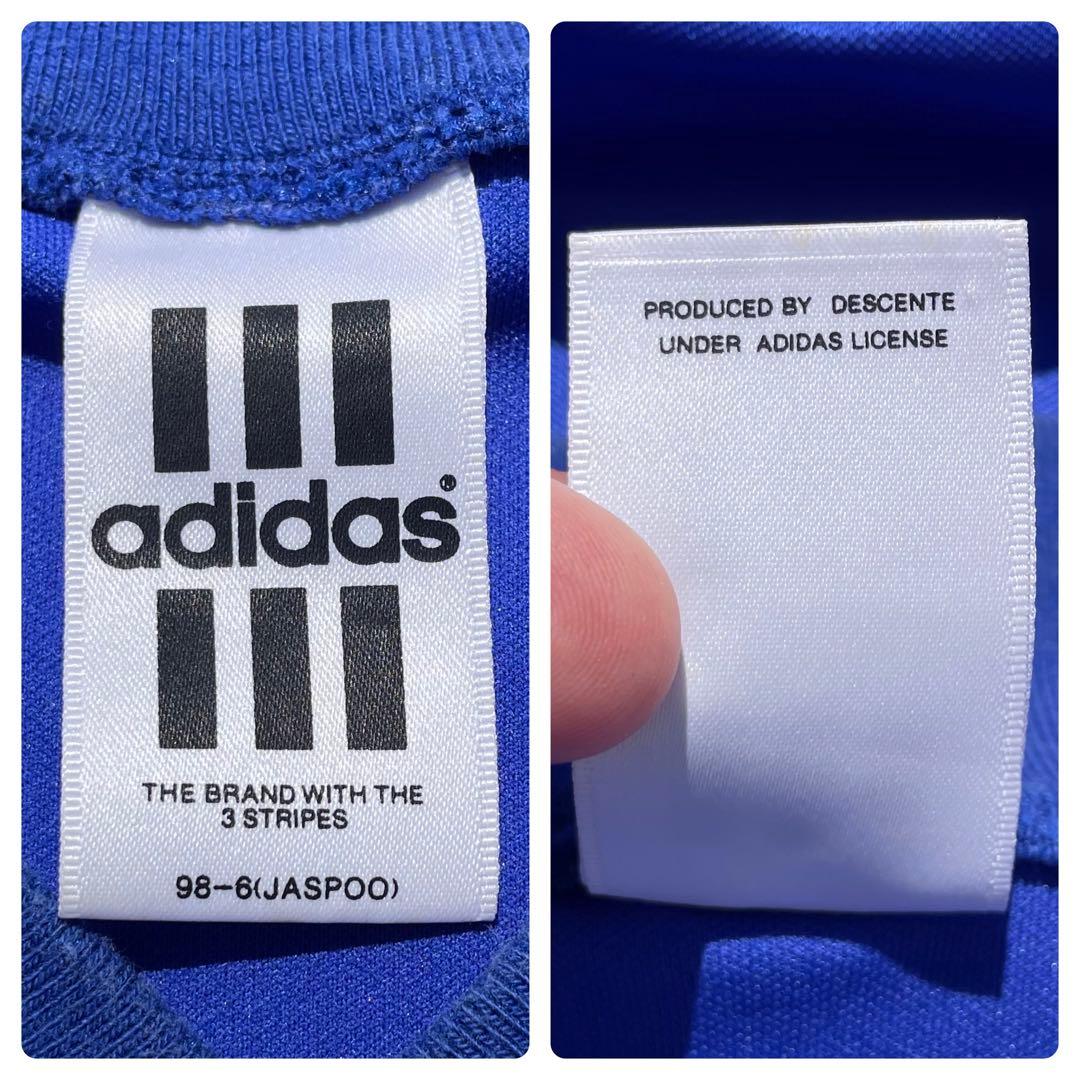 adidas®
THE BRAND WITH THE
3 STRIPES
98-6(JASPOO)
PRODUCED BY DESCENTE
UNDER ADIDAS LICENSE